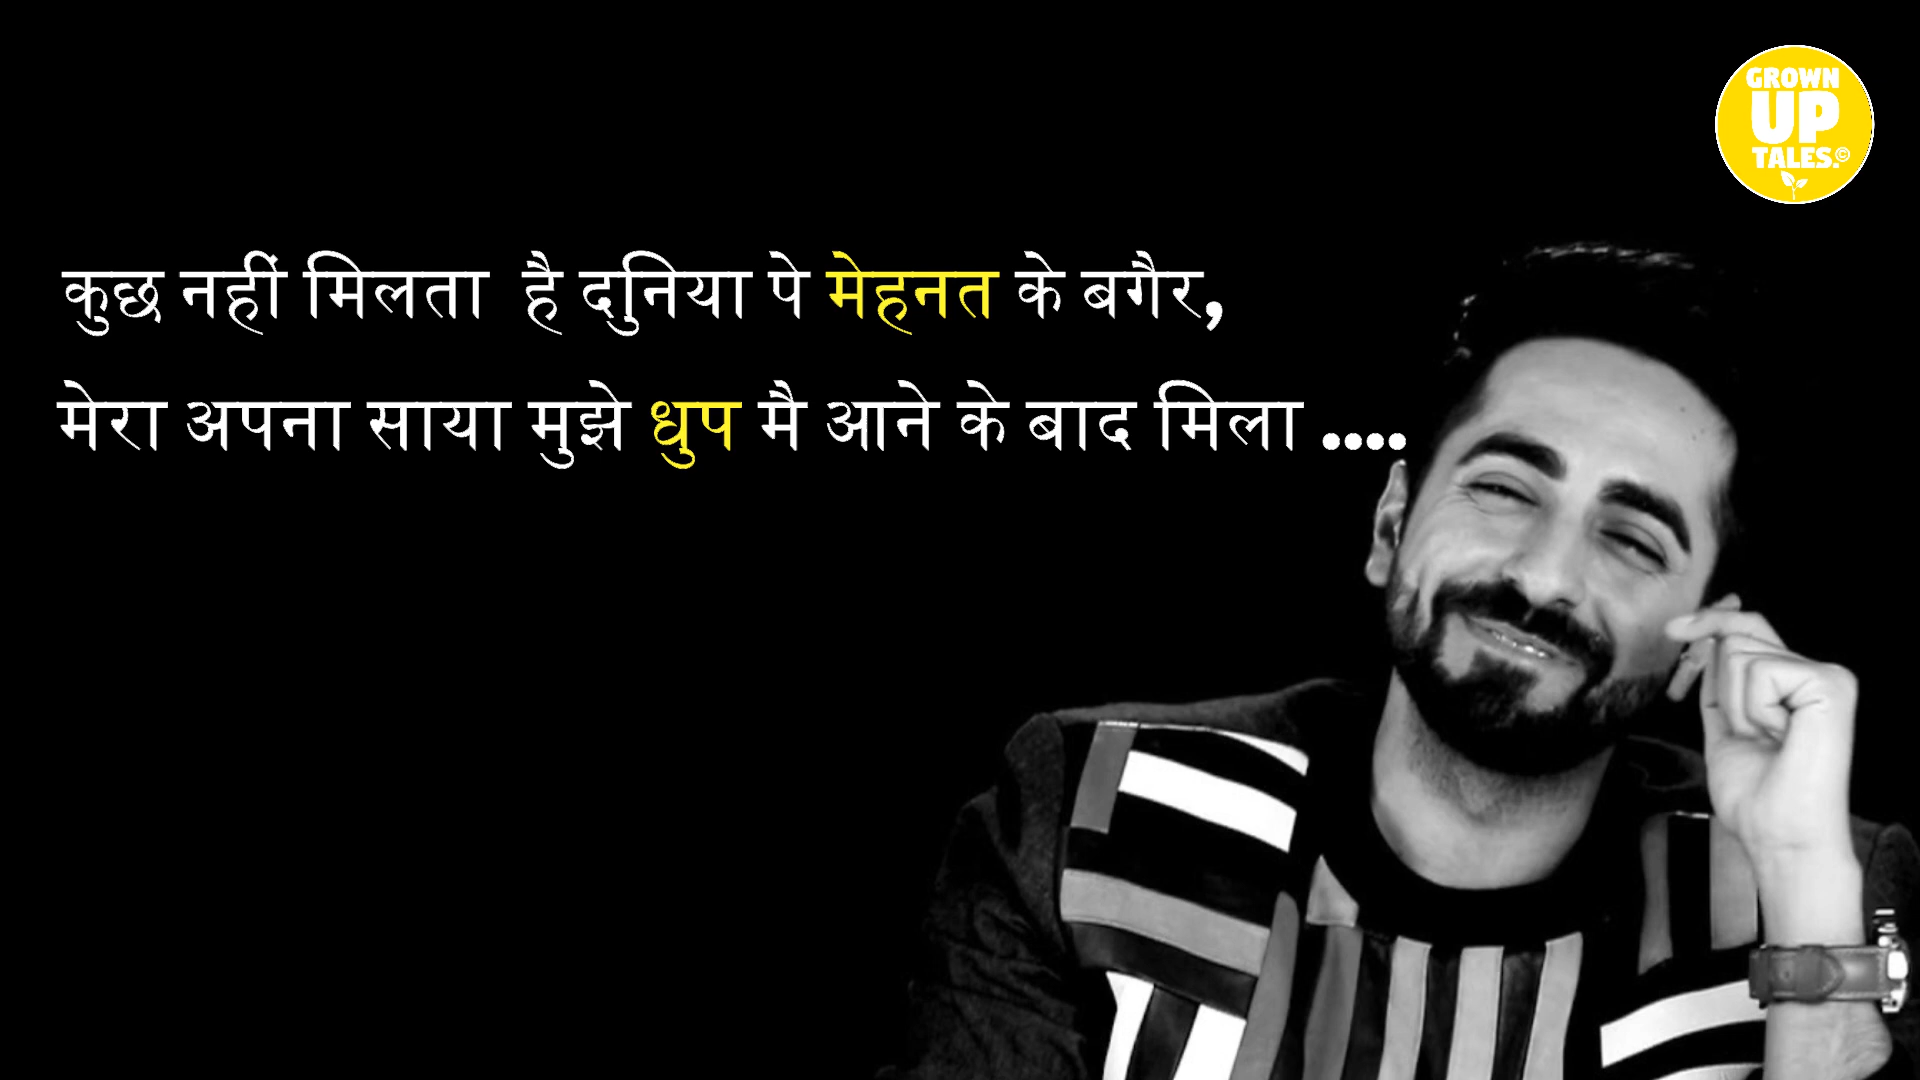 GROWN
UP
TALES.©
कुछ नहीं मिलता है दुनिया पे मेहनत के बगैर,
मेरा अपना साया मुझे धुप मै आने के बाद मिला ....